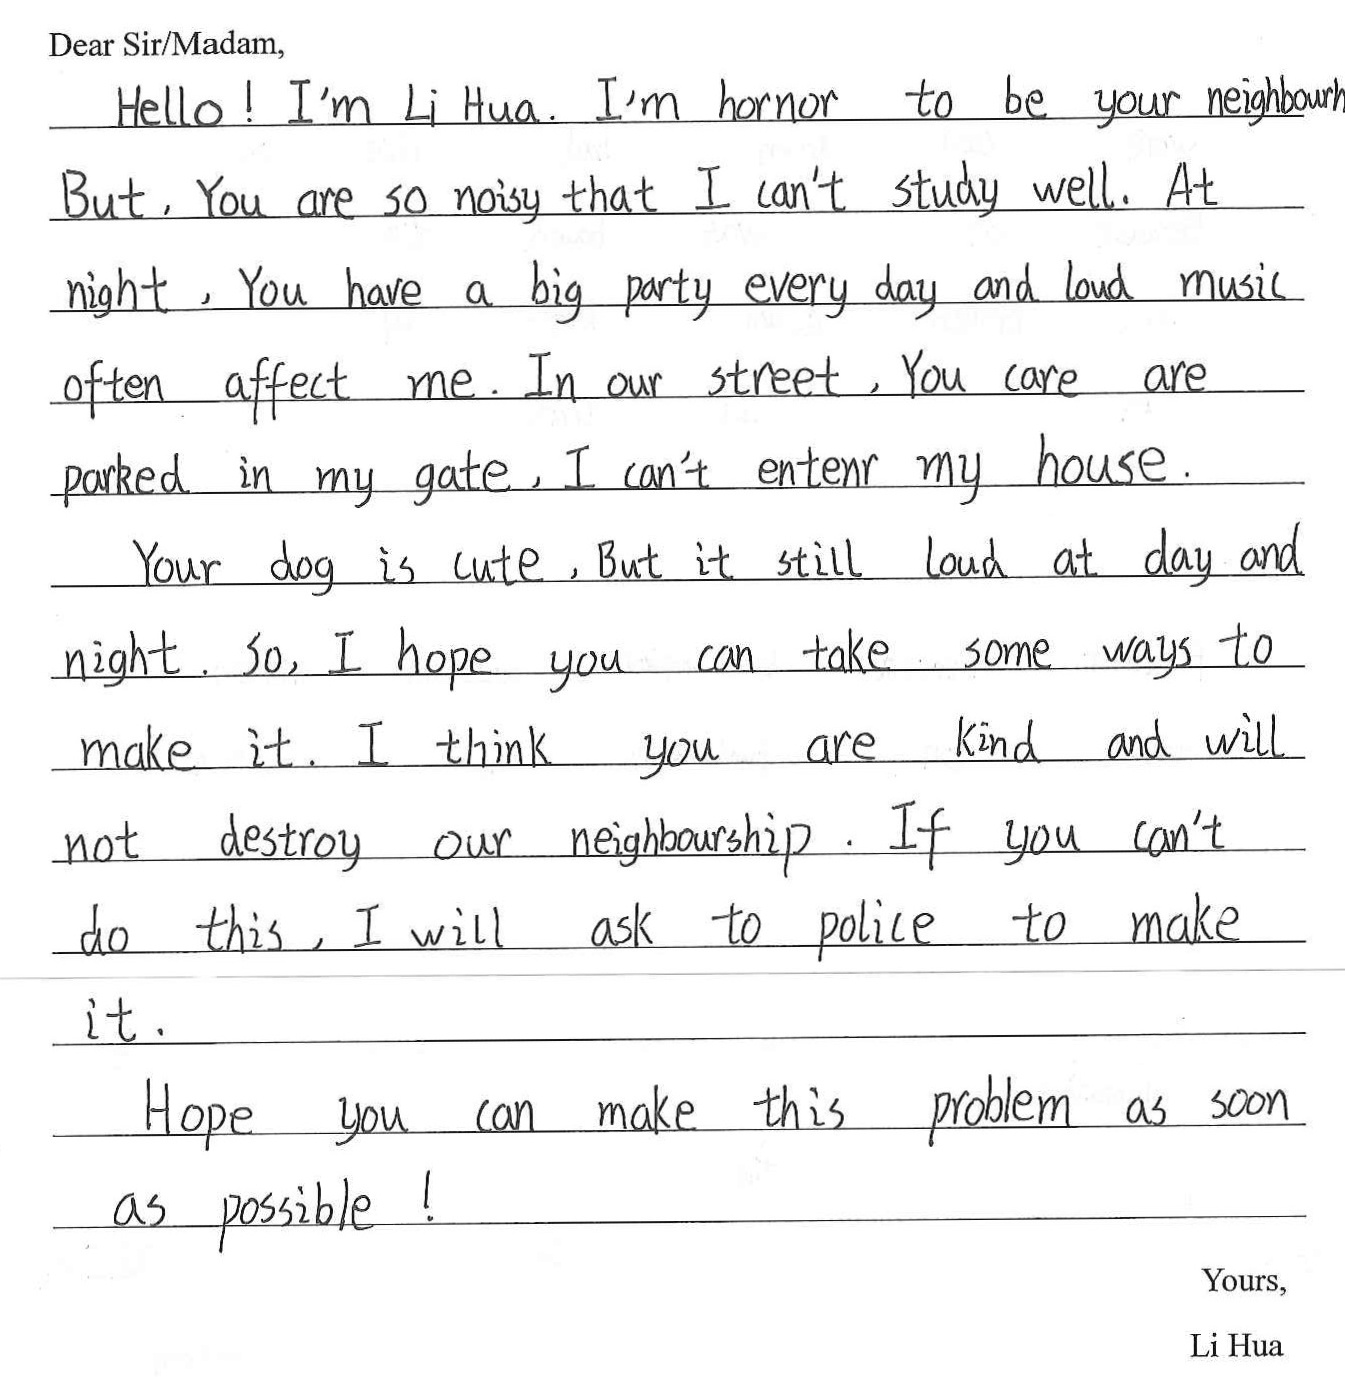 Dear Sir/Madam,
Hello! I'm Li Hua. I'm hornor to be your neighbourh
But, You are so noisy that I can't study well. At
night, You have a big party every day and loud music
often affect me. In our street, You care are
parked in my gate, I can't entenr my house.
Your dog is cute, But it still loud at day and
night. So, I hope you can take some ways to
make it. I think you are kind and will
not destroy our neighbourship. If you can't
do this, I will ask to police to make
it.
Hope you can make this problem as soon
as possible!
Yours,
Li Hua